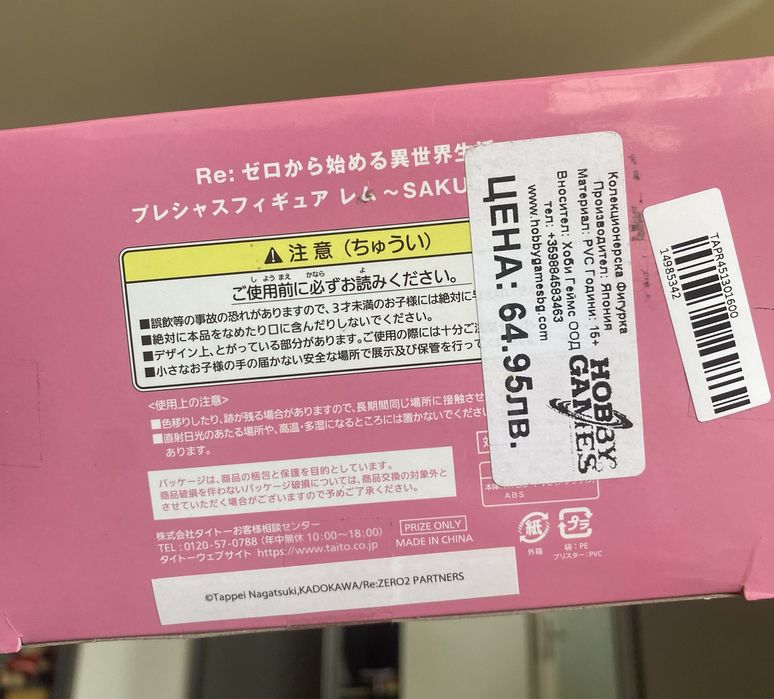 Re: ゼロから始める異世界生活
プレシャスフィギュア レム ～SAKU
注意（ちゅうい）
ご使用前に必ずお読みください。
■誤飲等の事故の恐れがありますので、3才未満のお子様には絶対に
■絶対に本品をなめたり口に含んだりしないでください。
■デザイン上、とがっている部分があります。ご使用の際には十分ご
■小さなお子様の手の届かない安全な場所で展示及び保管を行って
<使用上の注意>
■色移りしたり、跡が残る場合がありますので、長期間同じ場所に接触させ
■直射日光のあたる場所や、高温・多湿になるところには置かないでくださ
あります。
パッケージは、商品の梱包と保護を目的としています。
商品破損を伴わないパッケージ破損については、商品交換の対象外と
させていただく場合がございますので予めご了承ください。
株式会社タイトーお客様相談センター
TEL：0120-57-0788（年中無休 10:00～18:00）
タイトーウェブサイト https://www.taito.co.jp
PRIZE ONLY
MADE IN CHINA
©Tappei Nagatsuki,KADOKAWA/Re:ZERO2 PARTNERS
ABS
紙
外箱
プラ
袋：PE
ブリスター：PVC
Колекционерска Фигурка
Производител: Япония
Материал: PVC Години: 15+
Вносител: Хоби Геймс ООД
тел: +359884583463
www.hobbygamesbg.com
ЦЕНА: 64.95лв.
HOBBY
GAMES
TAPR451301600
14985342